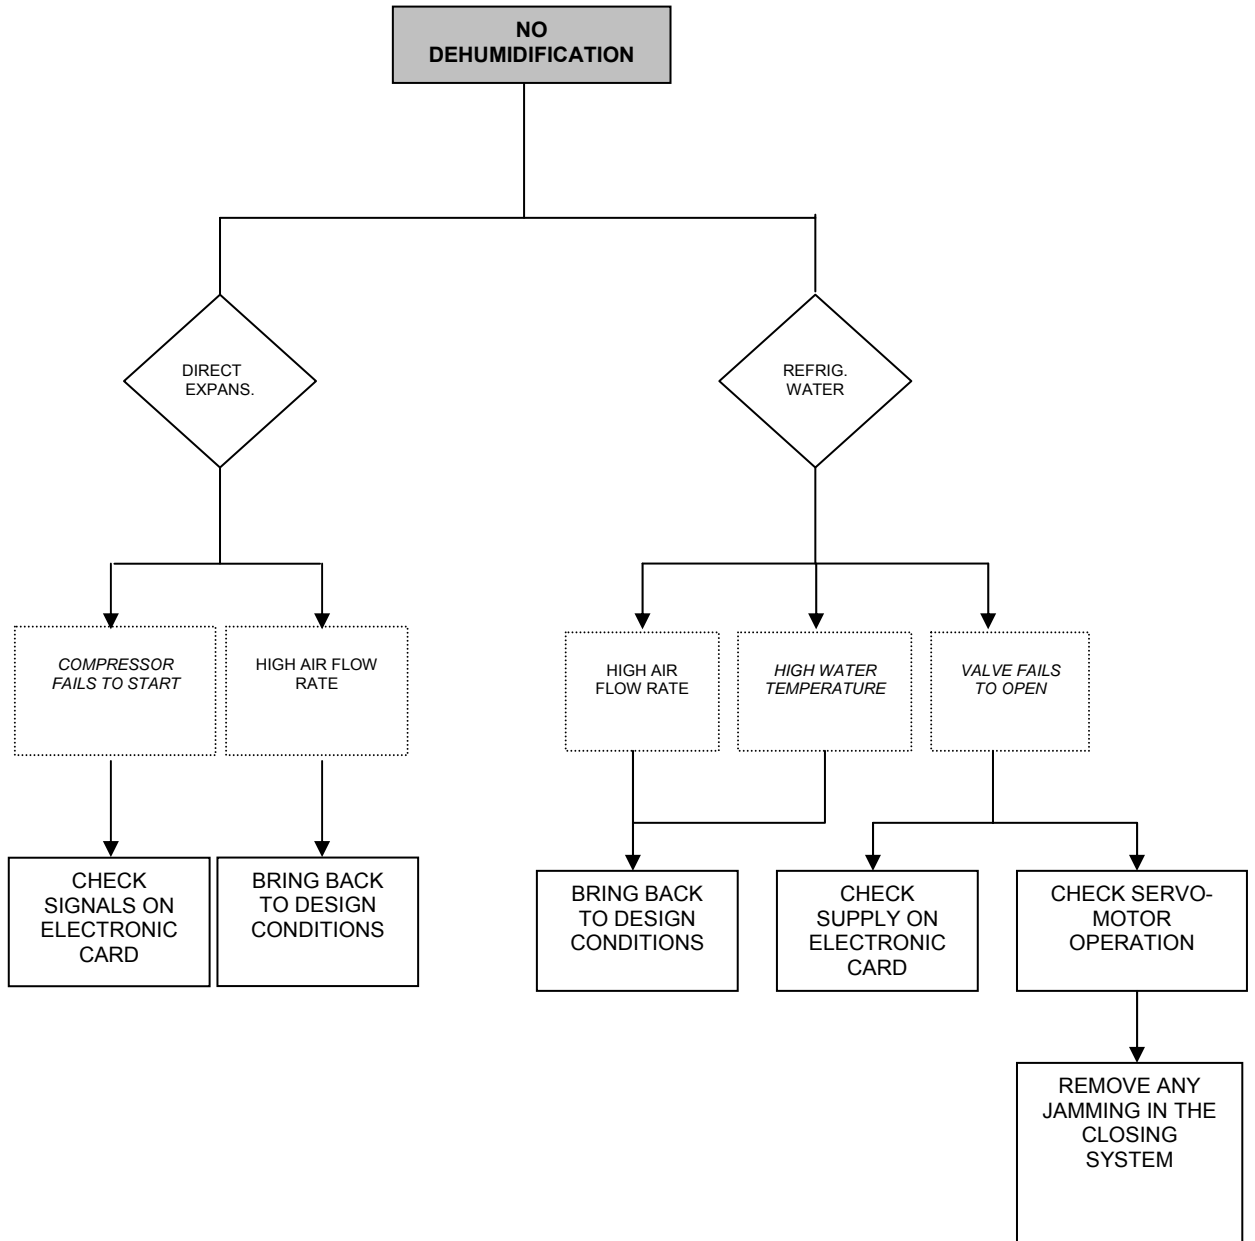 NO
DEHUMIDIFICATION
DIRECT
EXPANS.
REFRIG.
WATER
COMPRESSOR
FAILS TO START
HIGH AIR FLOW
RATE
HIGH AIR
FLOW RATE
HIGH WATER
TEMPERATURE
VALVE FAILS
TO OPEN
CHECK
SIGNALS ON
ELECTRONIC
CARD
BRING BACK
TO DESIGN
CONDITIONS
BRING BACK
TO DESIGN
CONDITIONS
CHECK
SUPPLY ON
ELECTRONIC
CARD
CHECK SERVO-
MOTOR
OPERATION
REMOVE ANY
JAMMING IN THE
CLOSING
SYSTEM